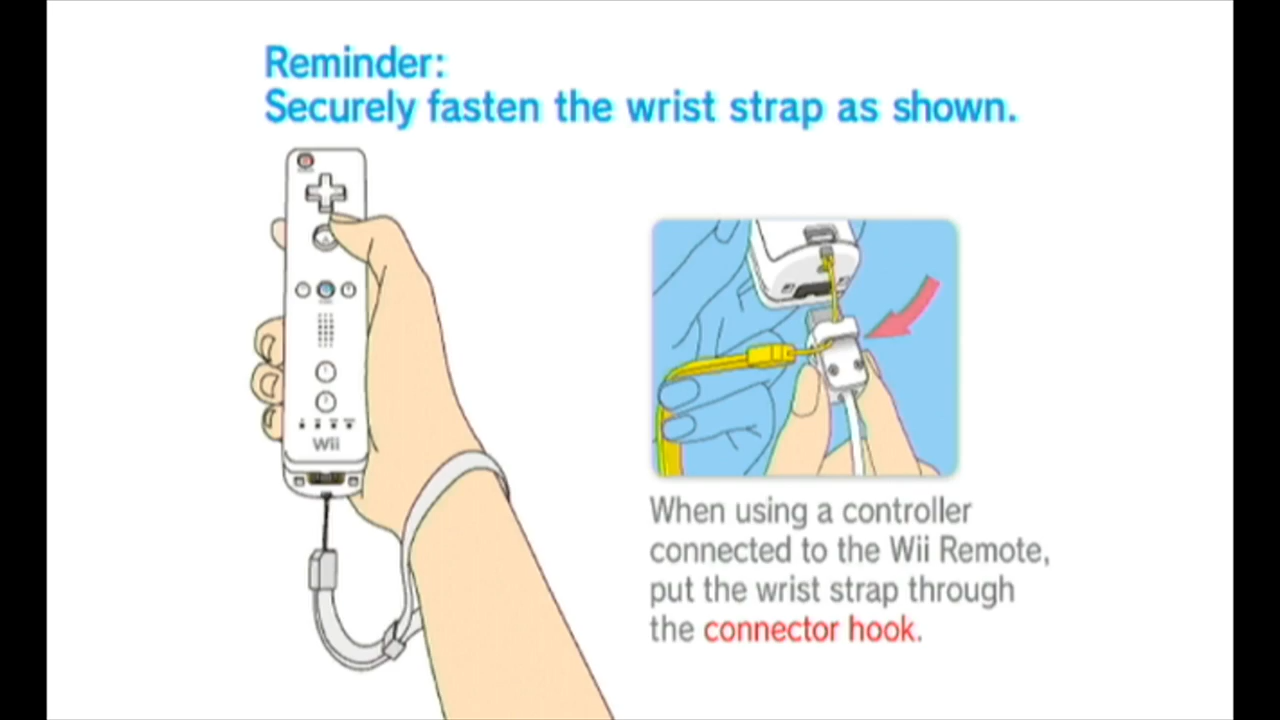 Reminder:
Securely fasten the wrist strap as shown.
Wii
When using a controller
connected to the Wii Remote,
put the wrist strap through
the connector hook.